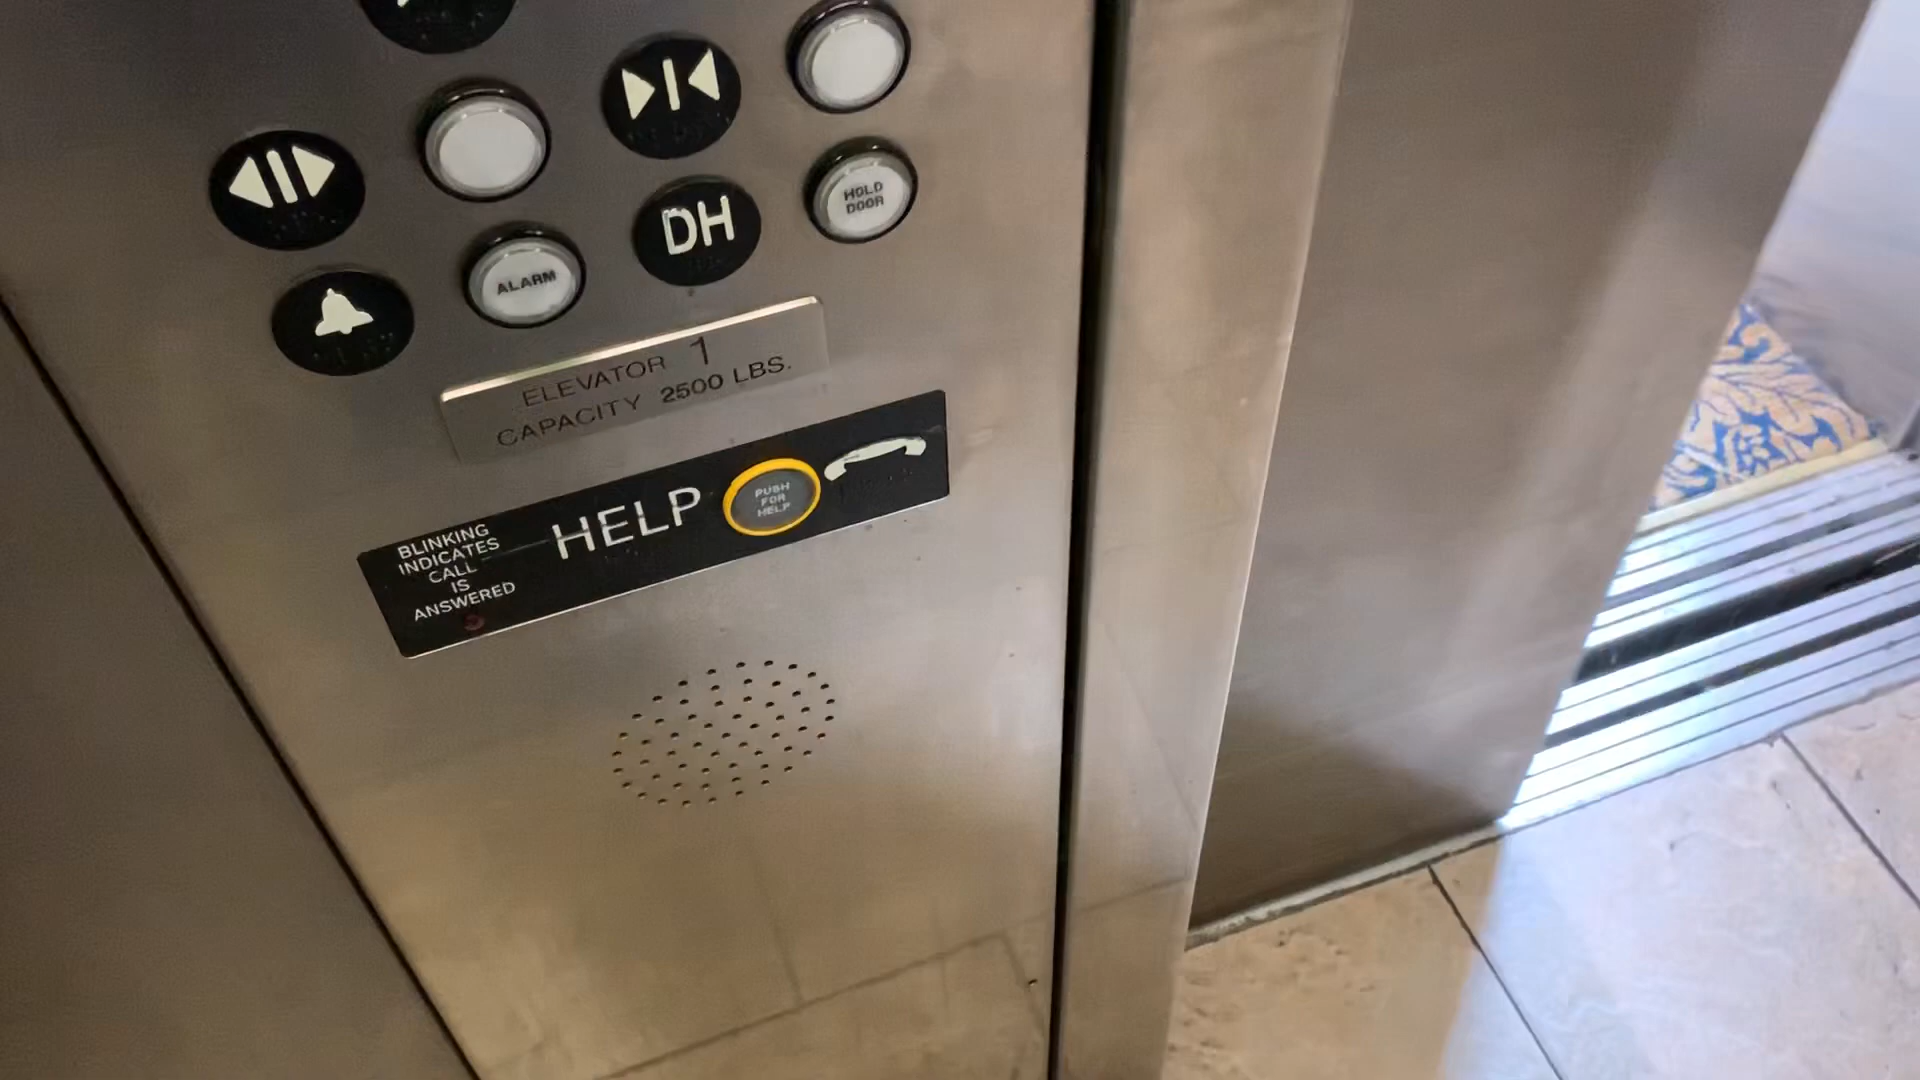 HOLD
DOOR
DH
ALARM
ELEVATOR 1
CAPACITY 2500 LBS.
BLINKING
INDICATES
CALL
IS
ANSWERED
HELP
PUSH
FOR
HELP